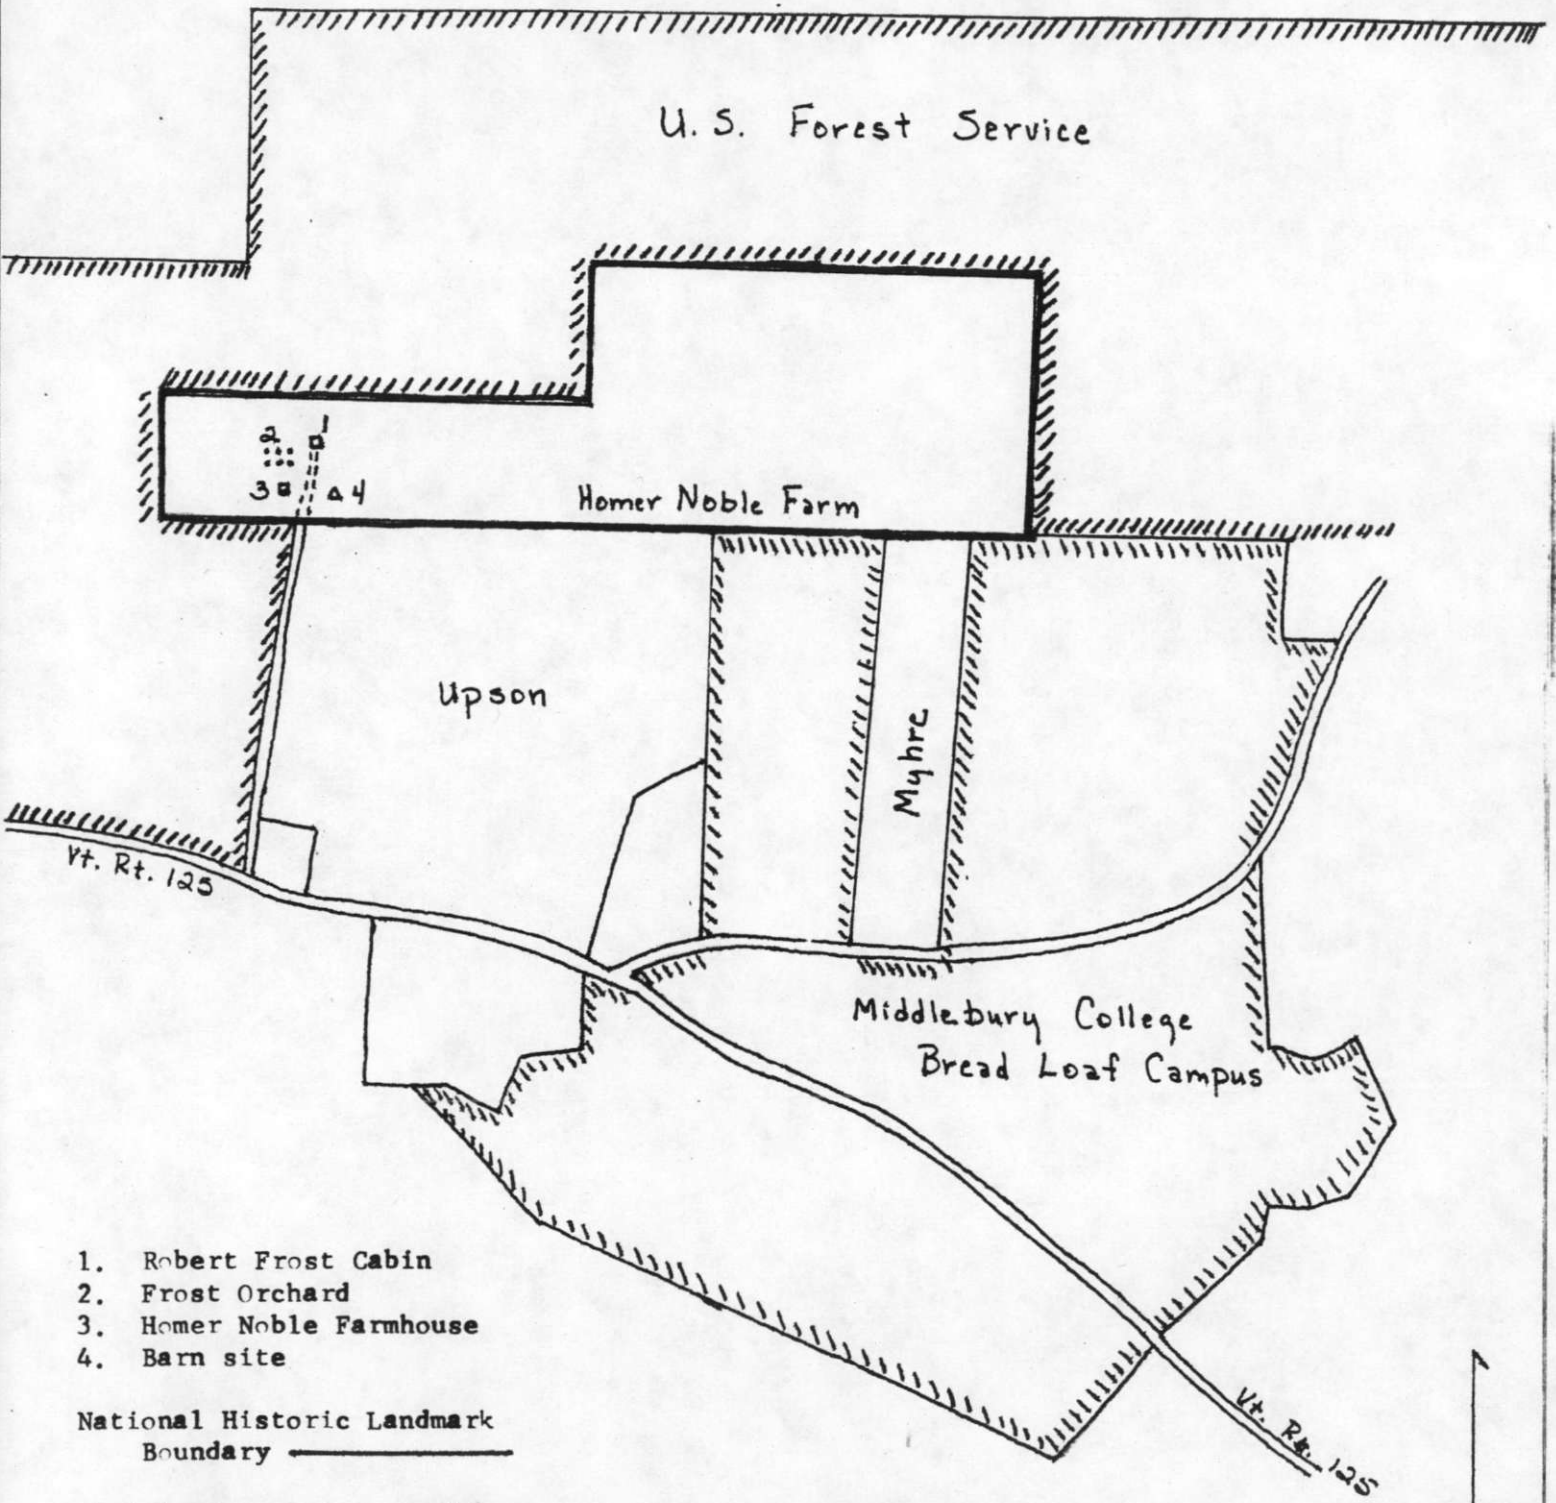 U.S. Forest Service
1
2
3
4
Homer Noble Farm
Upson
Myhre
Vt. Rt. 125
Middlebury College
Bread Loaf Campus
1. Robert Frost Cabin
2. Frost Orchard
3. Homer Noble Farmhouse
4. Barn site
National Historic Landmark
Boundary
Vt. Rt. 125